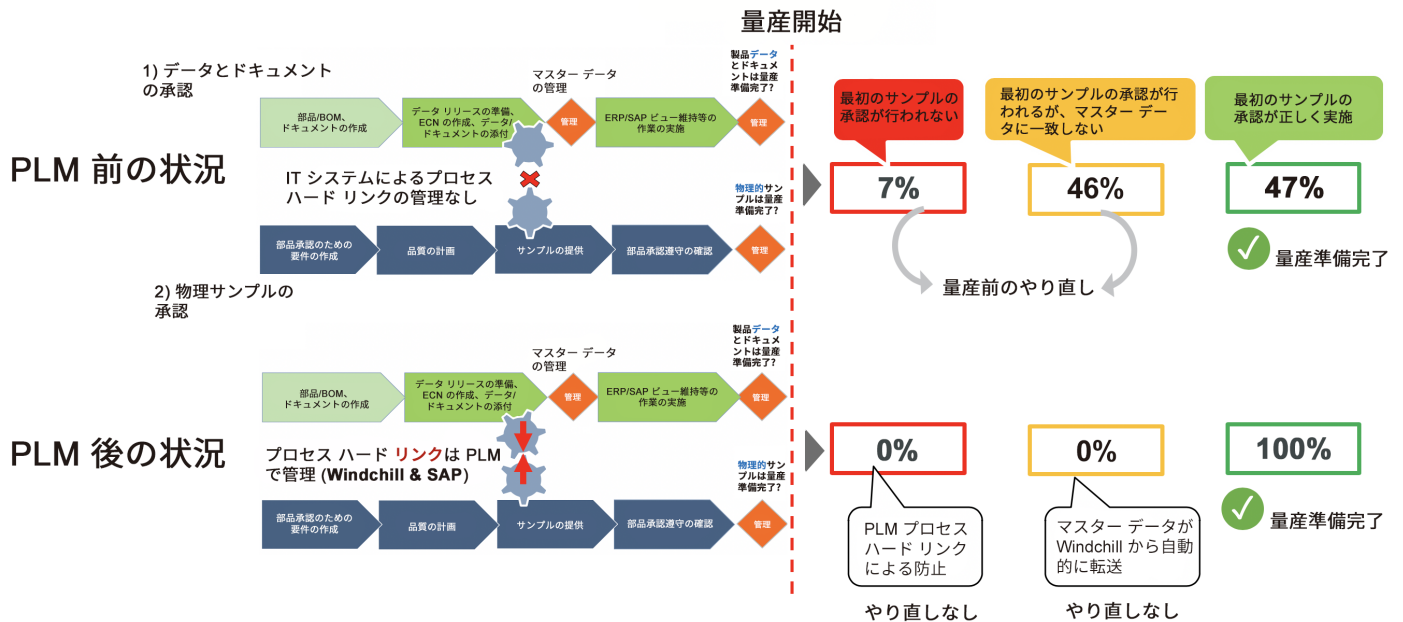 量産開始
1) データとドキュメント
の承認
マスター データ
の管理
製品データ
とドキュメ
ントは量産
準備完了?
部品/BOM、
ドキュメントの作成
データ リリースの準備、
ECN の作成、データ/
ドキュメントの添付
管理
ERP/SAP ビュー維持等の
作業の実施
管理
最初のサンプルの
承認が行われない
最初のサンプルの承認が行
われるが、マスター デー
タに一致しない
最初のサンプルの
承認が正しく実施
PLM 前の状況
IT システムによるプロセス
ハード リンクの管理なし
物理的サン
プルは量産
準備完了?
7%
46%
47%
部品承認のための
要件の作成
品質の計画
サンプルの提供
部品承認遵守の確認
管理
量産準備完了
量産前のやり直し
2) 物理サンプルの
承認
マスター データ
の管理
製品データ
とドキュメ
ントは量産
準備完了?
部品/BOM、
ドキュメントの作成
データ リリースの準備、
ECN の作成、データ/
ドキュメントの添付
管理
ERP/SAP ビュー維持等の
作業の実施
管理
PLM 後の状況
プロセス ハード リンクは PLM
で管理 (Windchill & SAP)
物理的サン
プルは量産
準備完了?
0%
0%
100%
部品承認のための
要件の作成
品質の計画
サンプルの提供
部品承認遵守の確認
管理
PLM プロセス
ハード リンク
による防止
マスター データが
Windchill から自動
的に転送
量産準備完了
やり直しなし
やり直しなし